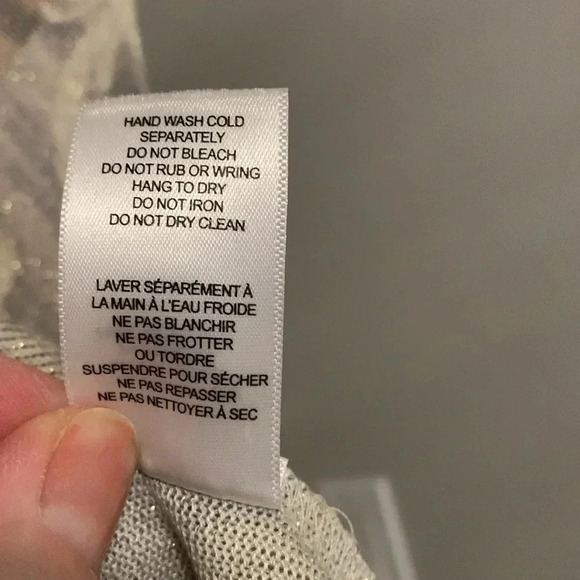 HAND WASH COLD
SEPARATELY
DO NOT BLEACH
DO NOT RUB OR WRING
HANG TO DRY
DO NOT IRON
DO NOT DRY CLEAN
LAVER SÉPARÉMENT À
LA MAIN À L'EAU FROIDE
NE PAS BLANCHIR
NE PAS FROTTER
OU TORDRE
SUSPENDRE POUR SÉCHER
NE PAS REPASSER
NE PAS NETTOYER À SEC